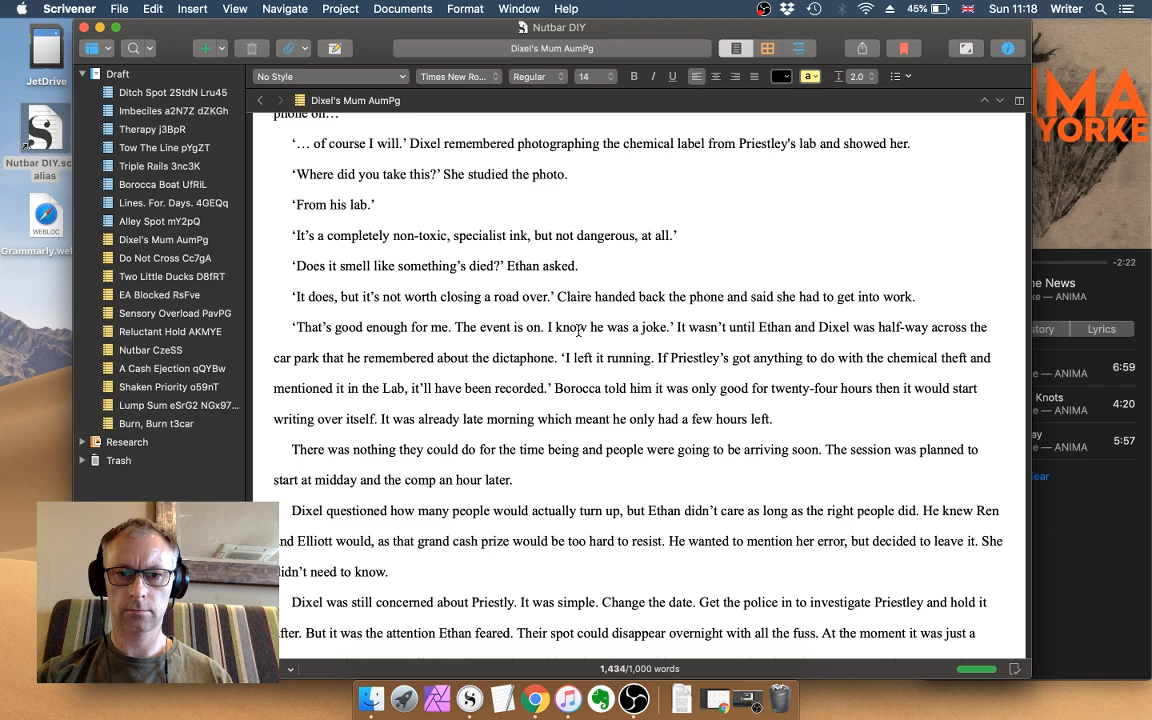 Scrivener File Edit Insert View Navigate Project Documents Format Window Help 45% Sun 11:18 Writer
Nutbar DIY
Dixel's Mum AumPg
No Style Times New Ro... Regular 14 B I U a 2.0
Dixel's Mum AumPg
JetDrive
Nutbar DIY.sc
alias
WEBLOC
Grammarly.we
Draft
Ditch Spot 2StdN Lru45
Imbeciles a2N7Z dZKGh
Therapy j3BpR
Tow The Line pYgZT
Triple Rails 3nc3K
Borocca Boat UfRiL
Lines. For. Days. 4GEQq
Alley Spot mY2pQ
Dixel's Mum AumPg
Do Not Cross Cc7gA
Two Little Ducks D8fRT
EA Blocked RsFve
Sensory Overload PavPG
Reluctant Hold AKMYE
Nutbar CzeSS
A Cash Ejection qQYBw
Shaken Priority o59nT
Lump Sum eSrG2 NGx97...
Burn, Burn t3car
Research
Trash
phone on…
‘… of course I will.’ Dixel remembered photographing the chemical label from Priestley's lab and showed her.
‘Where did you take this?’ She studied the photo.
‘From his lab.’
‘It’s a completely non-toxic, specialist ink, but not dangerous, at all.’
‘Does it smell like something’s died?’ Ethan asked.
‘It does, but it’s not worth closing a road over.’ Claire handed back the phone and said she had to get into work.
‘That’s good enough for me. The event is on. I know he was a joke.’ It wasn’t until Ethan and Dixel was half-way across the
car park that he remembered about the dictaphone. ‘I left it running. If Priestley’s got anything to do with the chemical theft and
mentioned it in the Lab, it’ll have been recorded.’ Borocca told him it was only good for twenty-four hours then it would start
writing over itself. It was already late morning which meant he only had a few hours left.
There was nothing they could do for the time being and people were going to be arriving soon. The session was planned to
start at midday and the comp an hour later.
Dixel questioned how many people would actually turn up, but Ethan didn’t care as long as the right people did. He knew Ren
nd Elliott would, as that grand cash prize would be too hard to resist. He wanted to mention her error, but decided to leave it. She
idn’t need to know.
Dixel was still concerned about Priestly. It was simple. Change the date. Get the police in to investigate Priestley and hold it
fter. But it was the attention Ethan feared. Their spot could disappear overnight with all the fuss. At the moment it was just a
1,434/1,000 words
IMA
YORKE
-2:22
he News
KE — ANIMA
tory Lyrics
6:59
KE — ANIMA
Knots
4:20
KE — ANIMA
ay
5:57
KE — ANIMA
ear